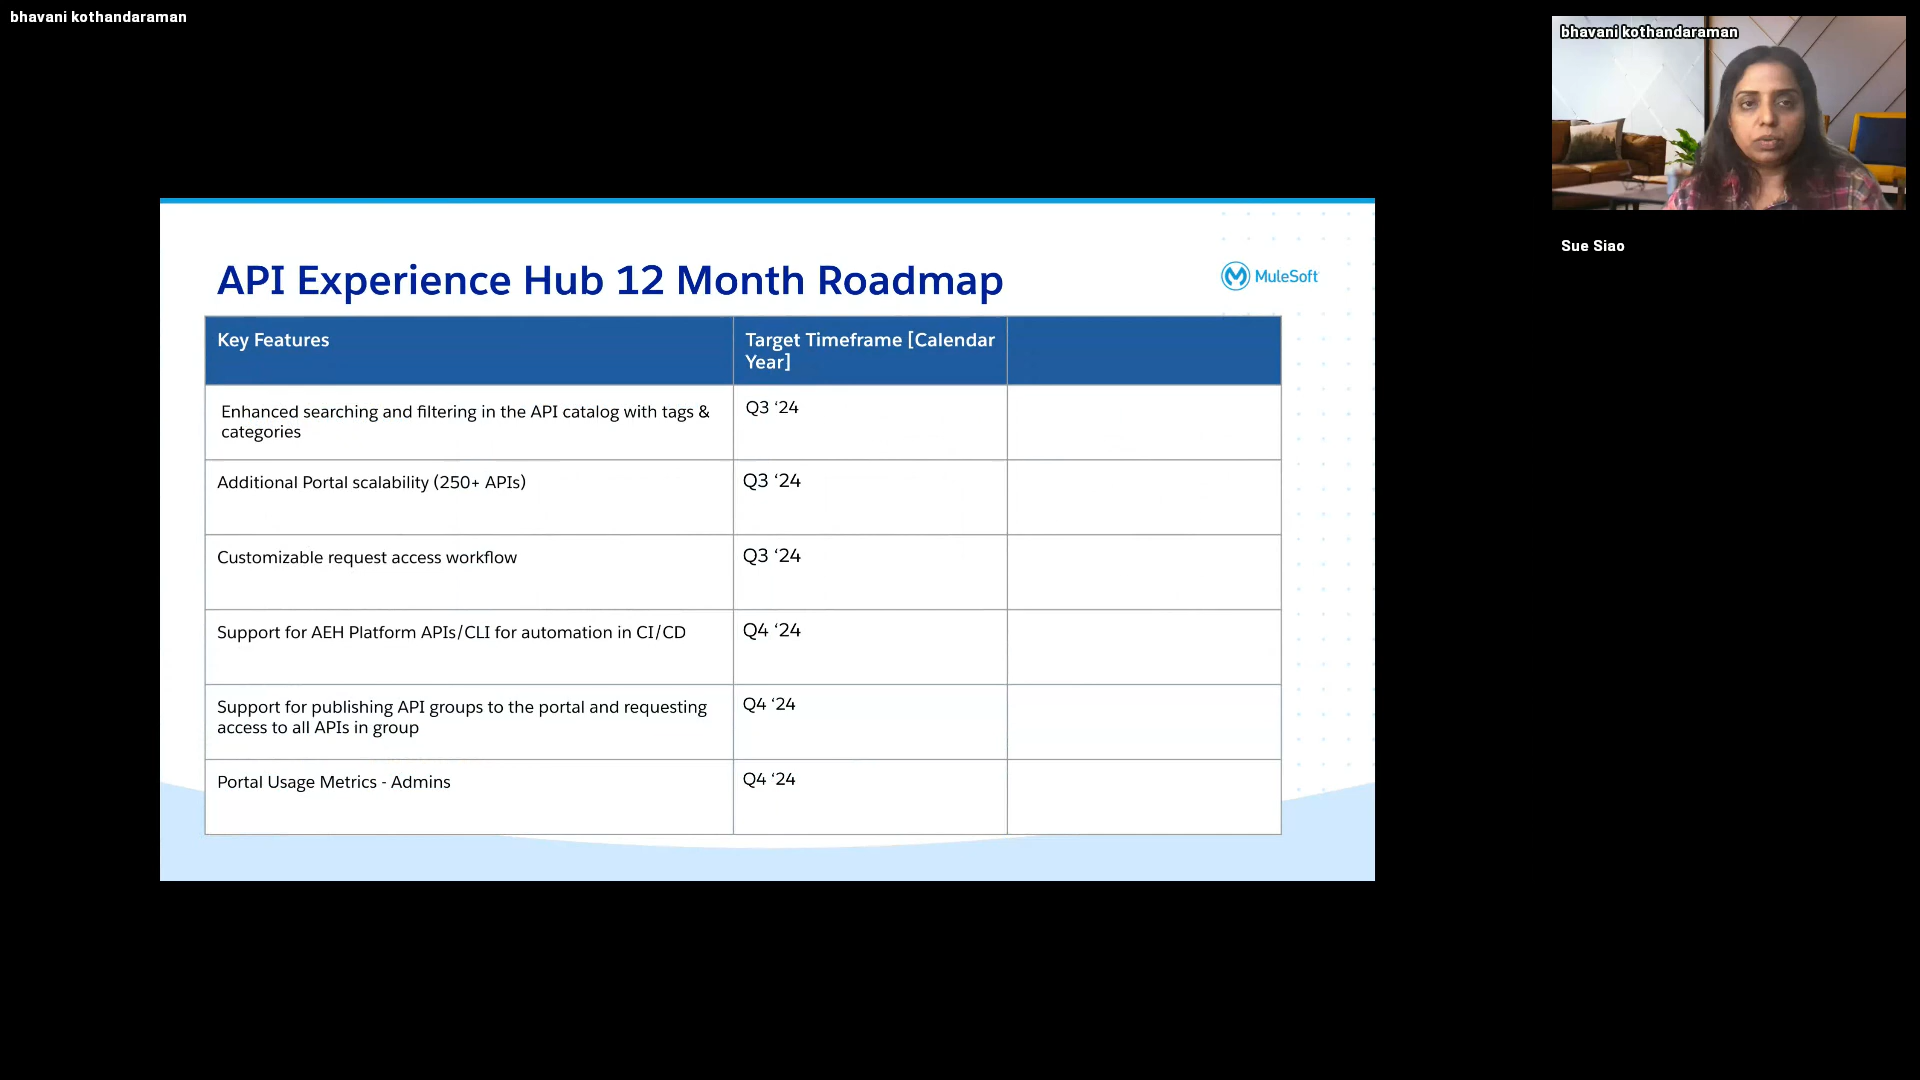 bhavani kothandaraman
bhavani kothandaraman
Sue Siao
API Experience Hub 12 Month Roadmap
MuleSoft
Key Features
Target Timeframe [Calendar
Year]
Enhanced searching and filtering in the API catalog with tags &
categories
Q3 ‘24
Additional Portal scalability (250+ APIs)
Q3 ‘24
Customizable request access workflow
Q3 ‘24
Support for AEH Platform APIs/CLI for automation in CI/CD
Q4 ‘24
Support for publishing API groups to the portal and requesting
access to all APIs in group
Q4 ‘24
Portal Usage Metrics - Admins
Q4 ‘24